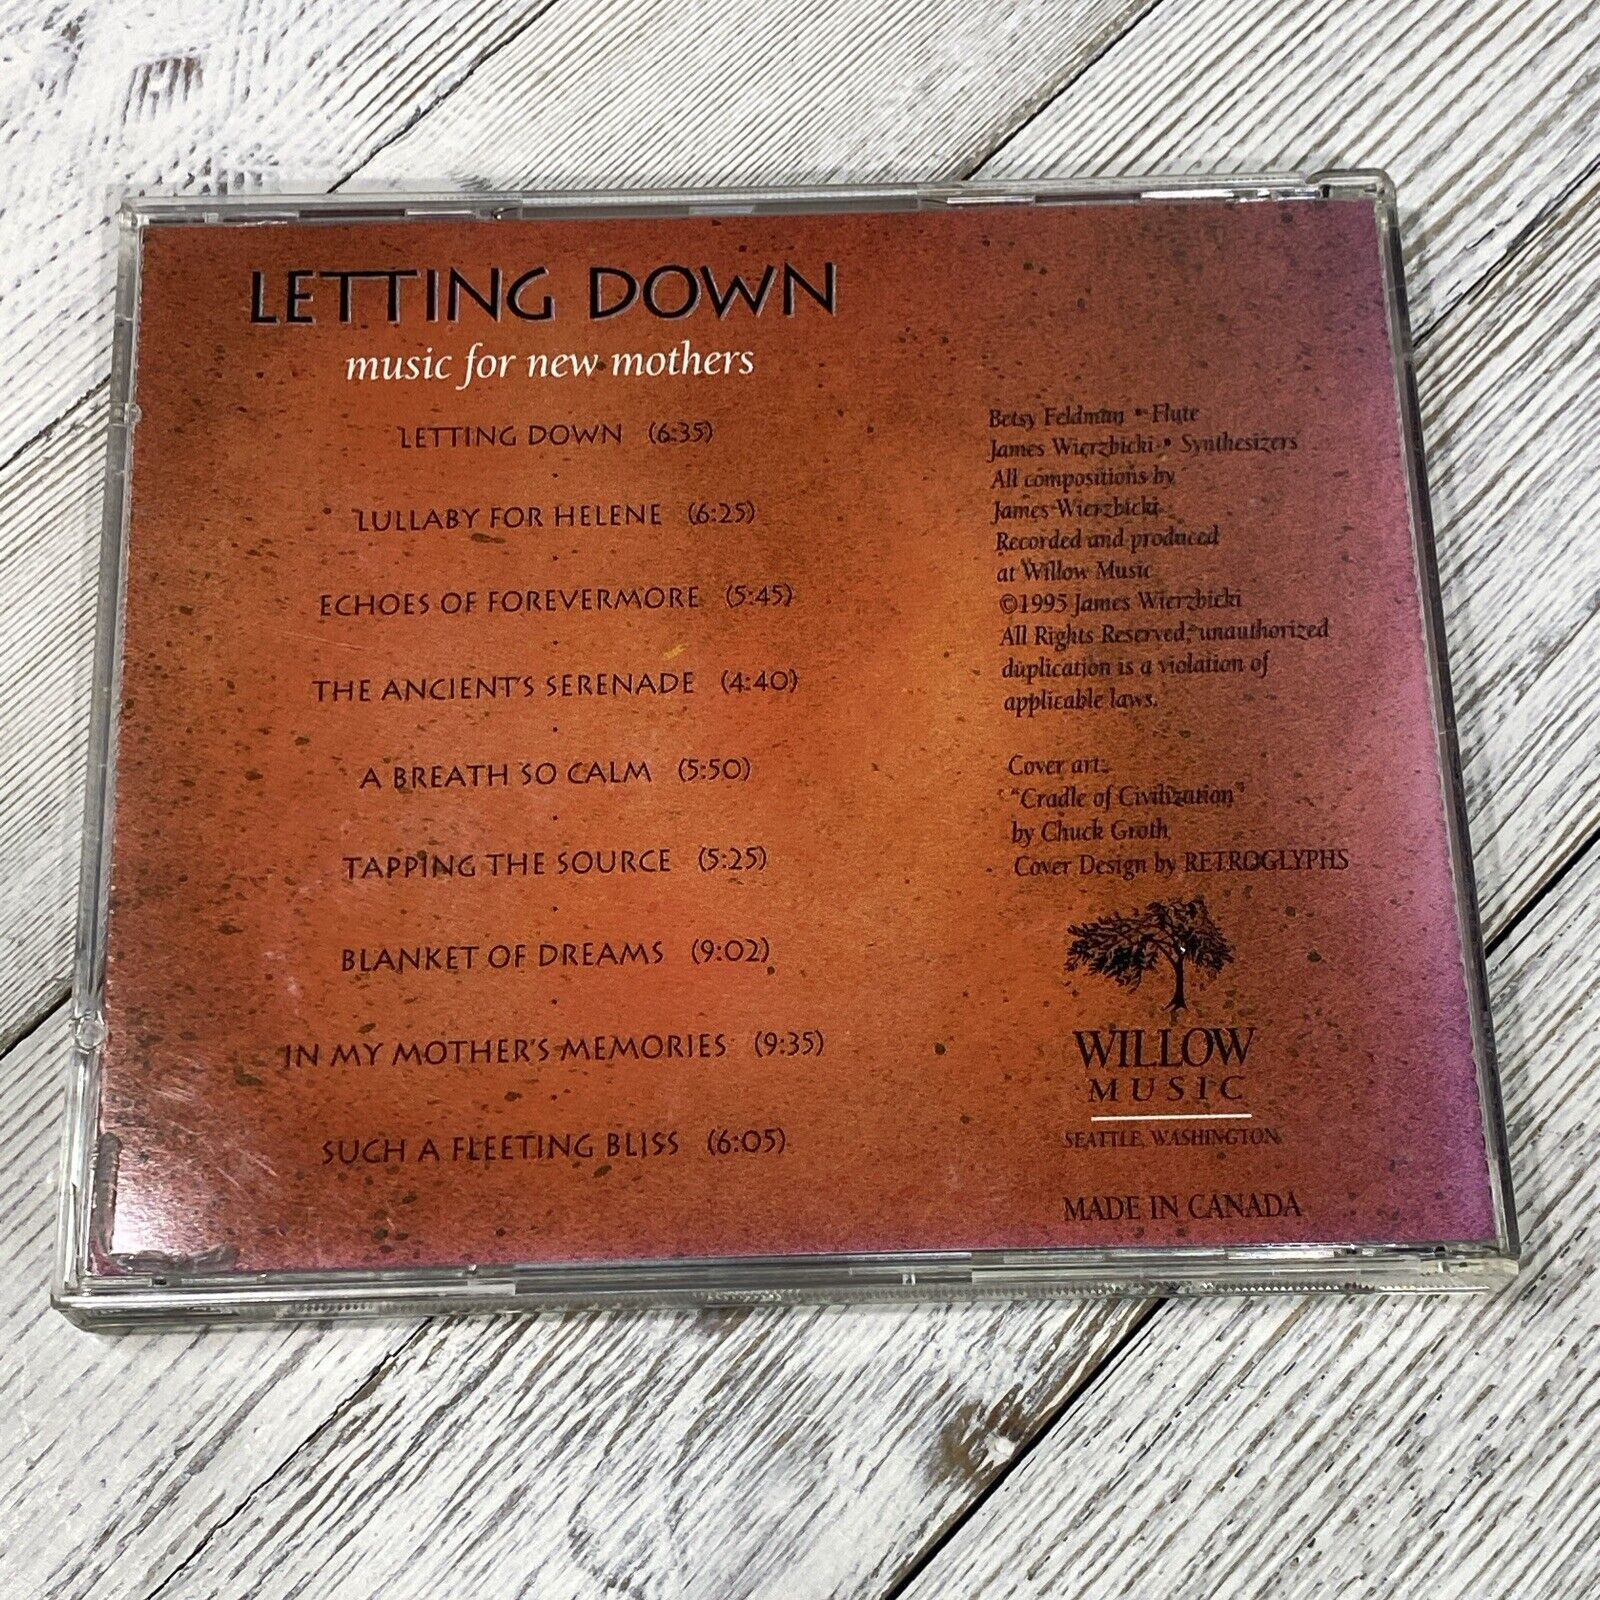 LETTING DOWN
music for new mothers
LETTING DOWN (6:35)
LULLABY FOR HELENE (6:25)
ECHOES OF FOREVERMORE (5:45)
THE ANCIENT'S SERENADE (4:40)
A BREATH SO CALM (5:50)
TAPPING THE SOURCE (5:25)
BLANKET OF DREAMS (9:02)
IN MY MOTHER'S MEMORIES (9:35)
SUCH A FLEETING BLISS (6:05)
Betsy Feldman • Flute
James Wierzbicki • Synthesizers
All compositions by
James Wierzbicki
Recorded and produced
at Willow Music
©1995 James Wierzbicki
All Rights Reserved, unauthorized
duplication is a violation of
applicable laws.
Cover art:
"Cradle of Civilization"
by Chuck Groth
Cover Design by RETROGLYPHS
WILLOW
MUSIC
SEATTLE, WASHINGTON
MADE IN CANADA